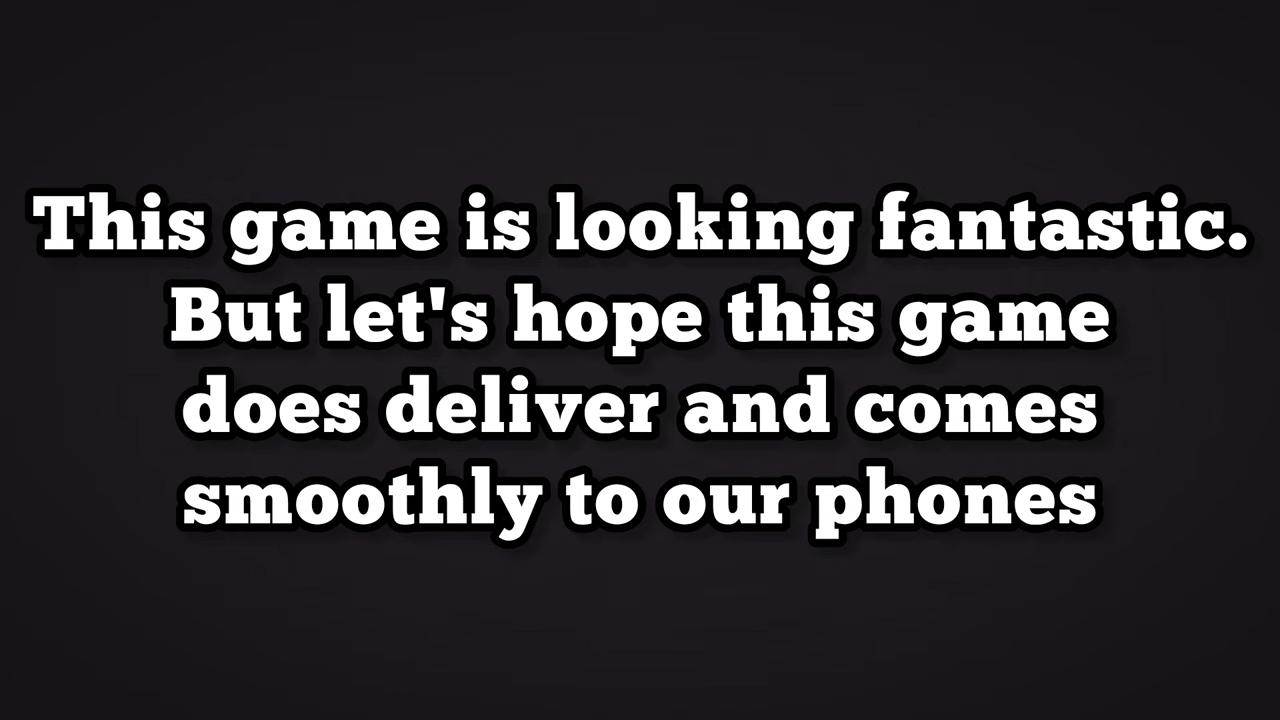 This game is looking fantastic.
But let's hope this game
does deliver and comes
smoothly to our phones